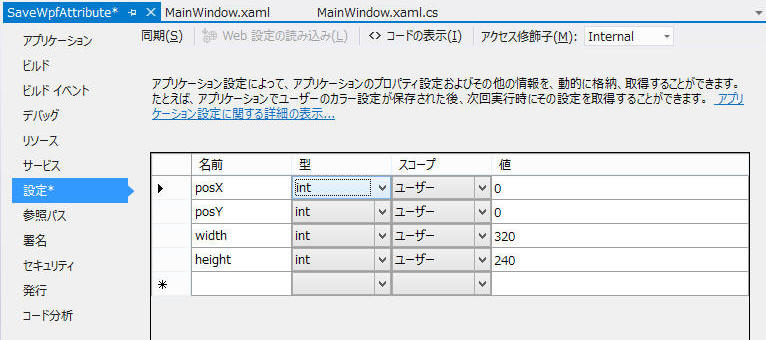 SaveWpfAttribute* MainWindow.xaml MainWindow.xaml.cs
アプリケーション
ビルド
ビルド イベント
デバッグ
リソース
サービス
設定*
参照パス
署名
セキュリティ
発行
コード分析
同期(S) Web 設定の読み込み(L) コードの表示(I) アクセス修飾子(M): Internal
アプリケーション設定によって、アプリケーションのプロパティ設定およびその他の情報を、動的に格納、取得することができます。
たとえば、アプリケーションでユーザーのカラー設定が保存された後、次回実行時にその設定を取得することができます。 アプリ
ケーション設定に関する詳細の表示...
名前 型 スコープ 値
posX int ユーザー 0
posY int ユーザー 0
width int ユーザー 320
height int ユーザー 240